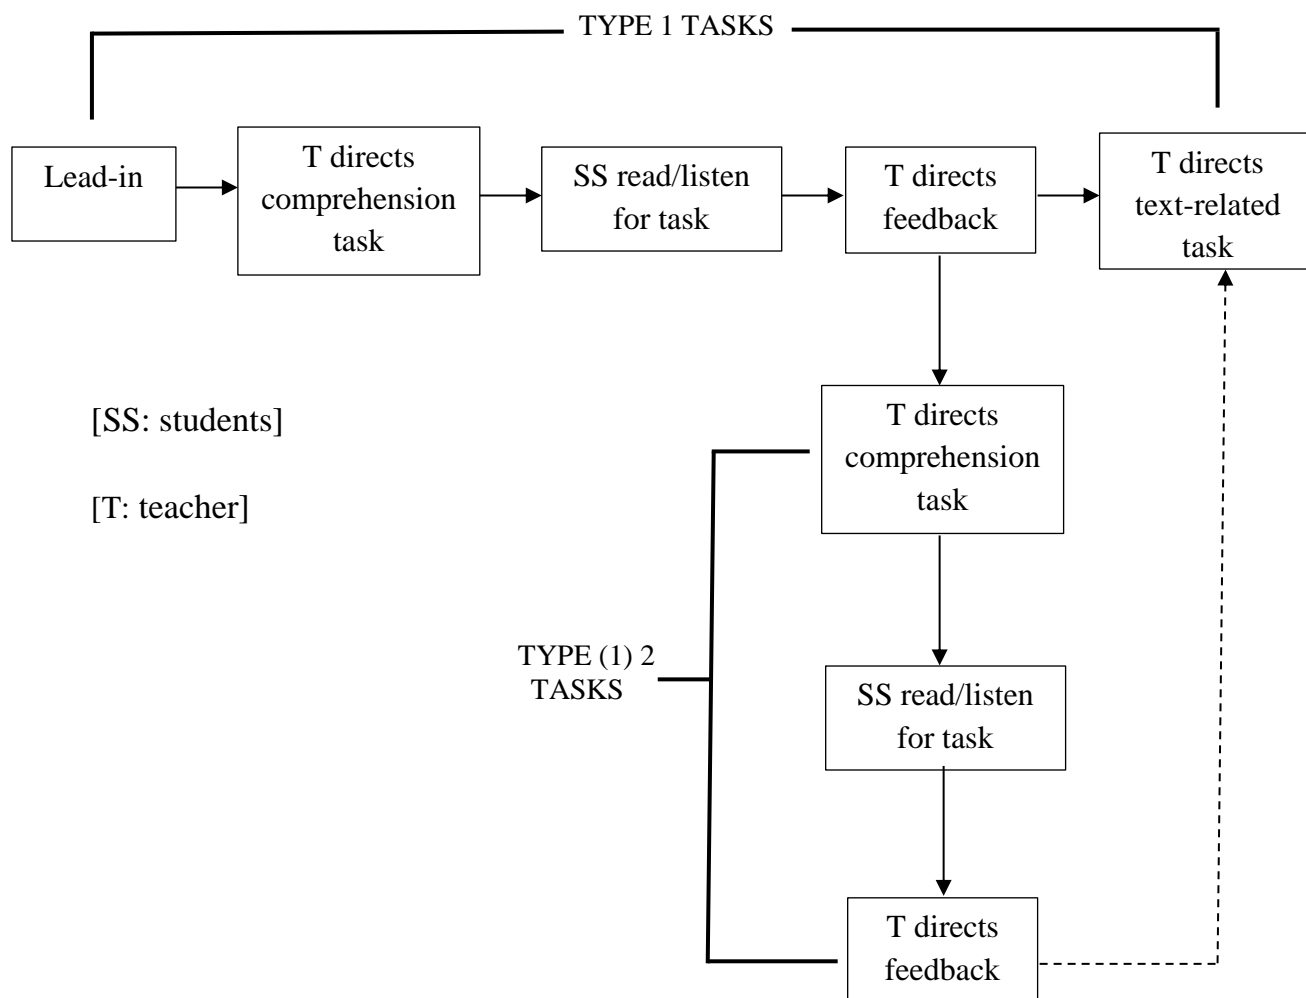 TYPE 1 TASKS
Lead-in
T directs
comprehension
task
SS read/listen
for task
T directs
feedback
T directs
text-related
task
[SS: students]
[T: teacher]
T directs
comprehension
task
TYPE (1) 2
TASKS
SS read/listen
for task
T directs
feedback